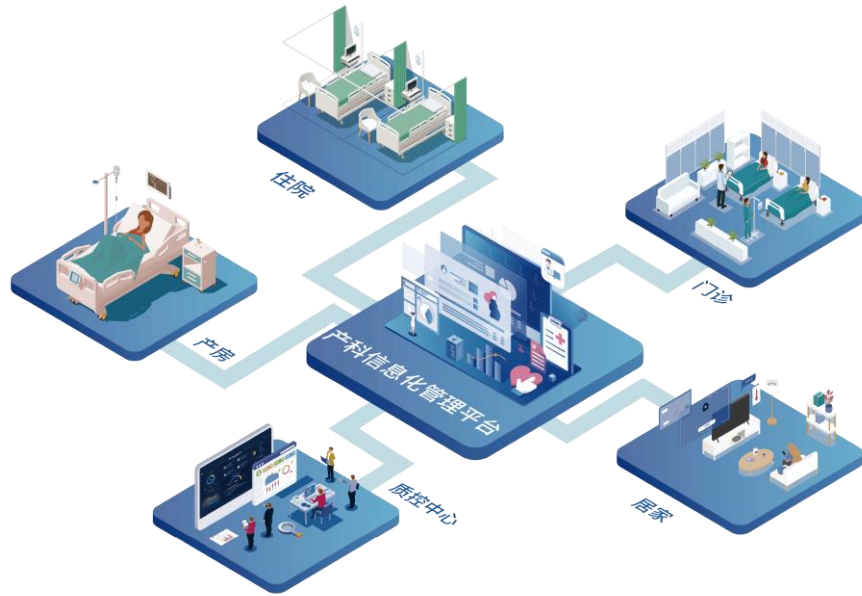 住院
门诊
产房
产科信息化管理平台
质控中心
居家